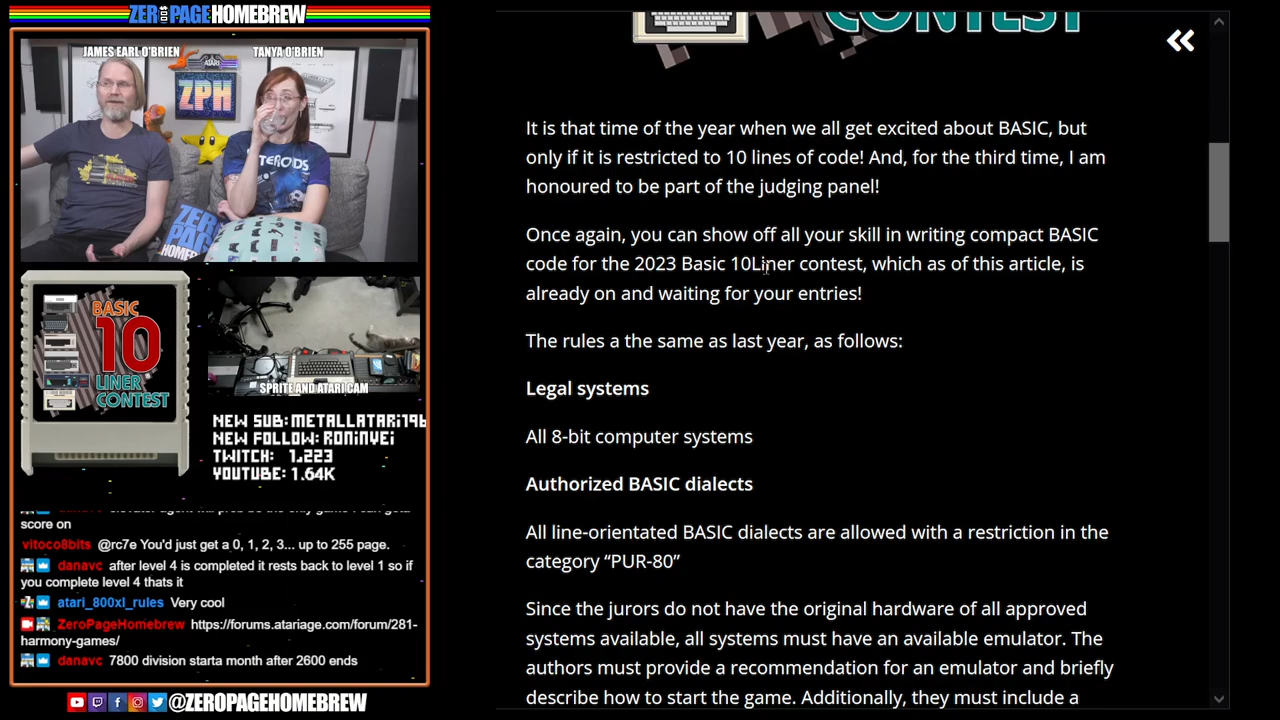 ZERO PAGE HOMEBREW
JAMES EARL O'BRIEN
TANYA O'BRIEN
ATARI
ZPH
ZERO
PAGE
BASIC
10
LINER
CONTEST
SPRITE AND ATARI CAM
NEW SUB: METALLATARI196
NEW FOLLOW: RONINVEI
TWITCH: 1.223
YOUTUBE: 1.64K
score on
vitoco8bits @rc7e You'd just get a 0, 1, 2, 3... up to 255 page.
danavc after level 4 is completed it rests back to level 1 so if
you complete level 4 thats it
atari_800xl_rules Very cool
ZeroPageHomebrew https://forums.atariage.com/forum/281-
harmony-games/
danavc 7800 division starta month after 2600 ends
@ZEROPAGEHOMEBREW
CONTEST
It is that time of the year when we all get excited about BASIC, but
only if it is restricted to 10 lines of code! And, for the third time, I am
honoured to be part of the judging panel!
Once again, you can show off all your skill in writing compact BASIC
code for the 2023 Basic 10Liner contest, which as of this article, is
already on and waiting for your entries!
The rules a the same as last year, as follows:
Legal systems
All 8-bit computer systems
Authorized BASIC dialects
All line-orientated BASIC dialects are allowed with a restriction in the
category “PUR-80”
Since the jurors do not have the original hardware of all approved
systems available, all systems must have an available emulator. The
authors must provide a recommendation for an emulator and briefly
describe how to start the game. Additionally, they must include a